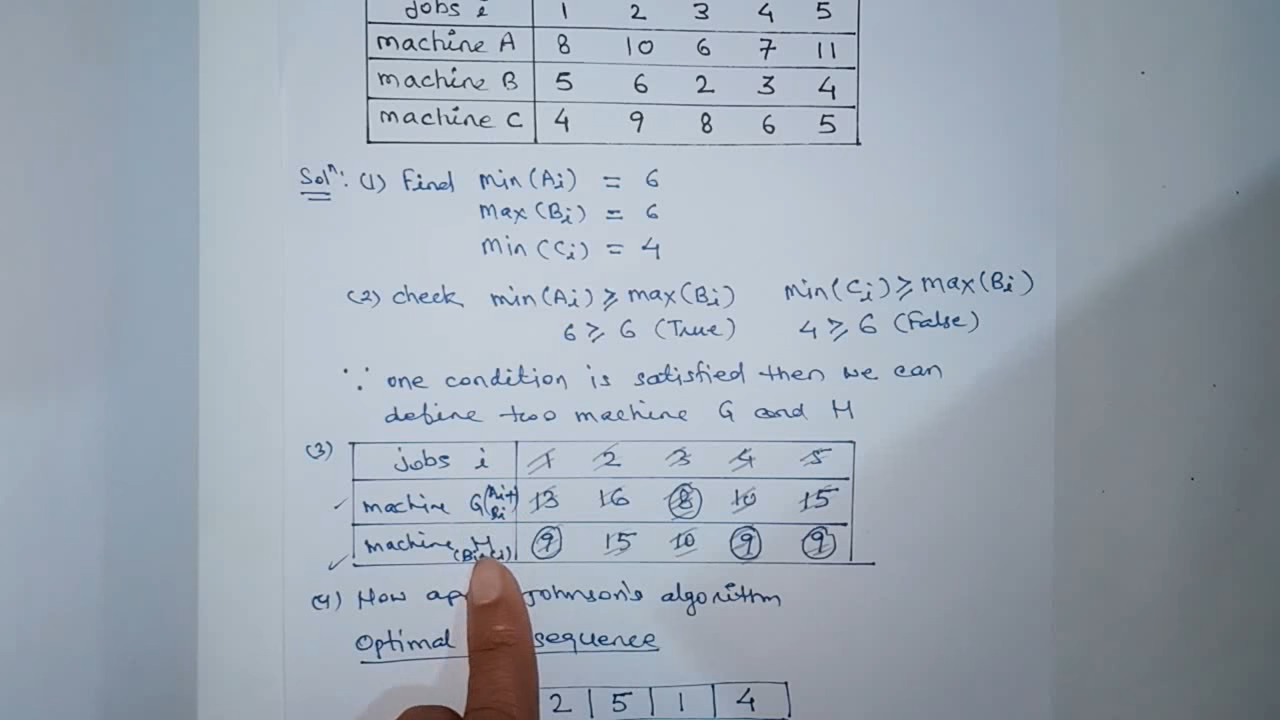 Jobs i 1 2 3 4 5
machine A 8 10 6 7 11
machine B 5 6 2 3 4
machine C 4 9 8 6 5
Solⁿ: (1) Find min(Ai) = 6
max(Bi) = 6
min(Ci) = 4
(2) check min(Ai) ⩾ max(Bi) min(Ci) ⩾ max(Bi)
6 ⩾ 6 (True) 4 ⩾ 6 (False)
∵ one condition is satisfied then we can
define two machine G and H
(3) jobs i 1 2 3 4 5
machine G(Ai+Bi) 13 16 8 10 15
machine H 9 15 10 9 9
(4) Now Johnson's algorithm
Optimal sequence
2 5 1 4